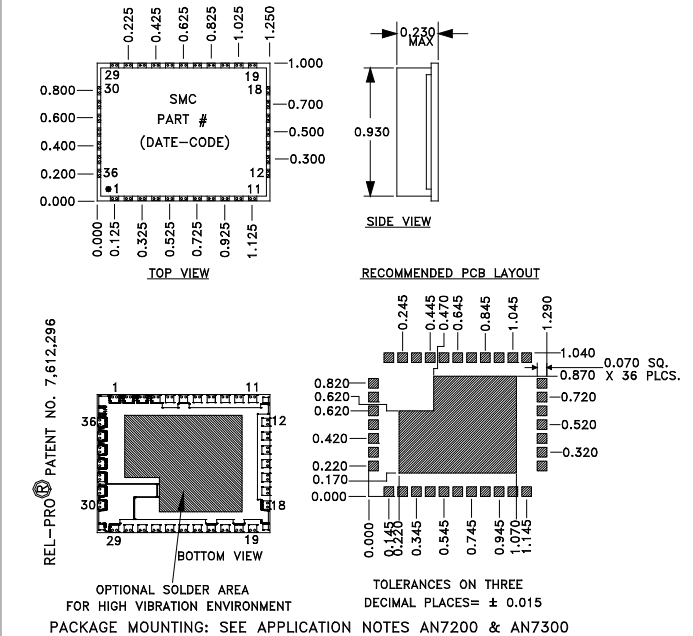 0.225 0.425 0.625 0.825 1.025 1.250
0.230
MAX
29 19
30 18
1.000
SMC
PART #
(DATE-CODE)
0.800
0.600
0.400
0.200
0.000
0.700
0.500
0.300
36 12
1 11
0.930
0.000 0.125 0.325 0.525 0.725 0.925 1.125
SIDE VIEW
TOP VIEW
RECOMMENDED PCB LAYOUT
0.245 0.445 0.470 0.645 0.845 1.045 1.290
REL-PRO® PATENT NO. 7,612,296
1.040
0.070 SQ.
X 36 PLCS.
0.870
0.820
0.620
0.620
0.420
0.220
0.170
0.000
0.720
0.520
0.320
1 11
36 12
30 18
29 19
BOTTOM VIEW
0.000 0.145 0.220 0.345 0.545 0.745 0.945 1.070 1.145
OPTIONAL SOLDER AREA
FOR HIGH VIBRATION ENVIRONMENT
TOLERANCES ON THREE
DECIMAL PLACES= ± 0.015
PACKAGE MOUNTING: SEE APPLICATION NOTES AN7200 & AN7300